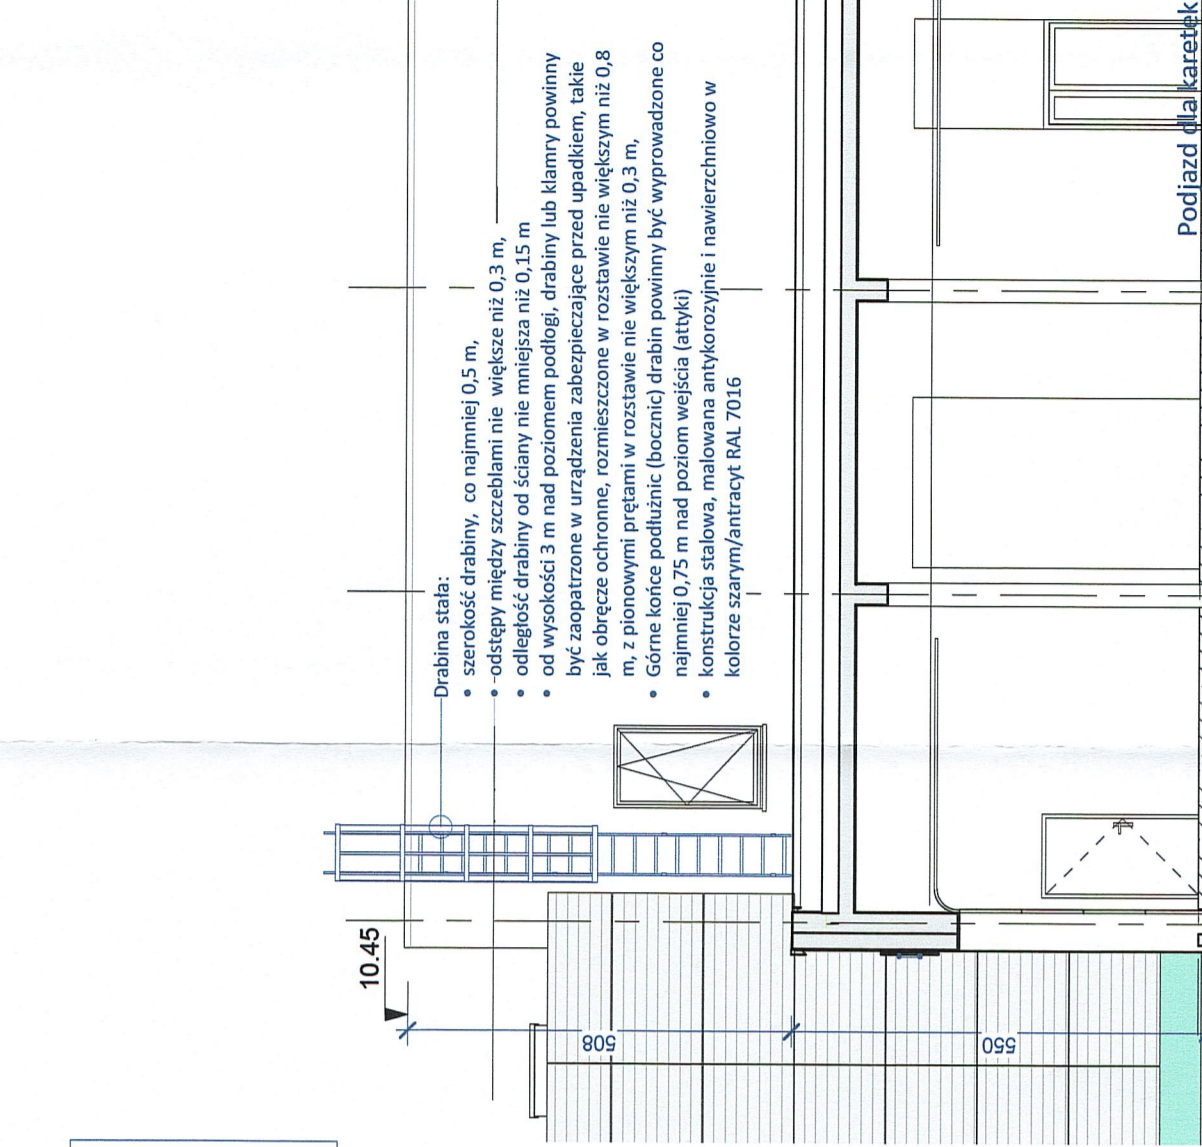 Drabina stała:
• szerokość drabiny, co najmniej 0,5 m,
• odstępy między szczeblami nie większe niż 0,3 m,
• odległość drabiny od ściany nie mniejsza niż 0,15 m
• od wysokości 3 m nad poziomem podłogi, drabiny lub klamry powinny
być zaopatrzone w urządzenia zabezpieczające przed upadkiem, takie
jak obręcze ochronne, rozmieszczone w rozstawie nie większym niż 0,8
m, z pionowymi prętami w rozstawie nie większym niż 0,3 m,
• Górne końce podłużnic (bocznic) drabin powinny być wyprowadzone co
najmniej 0,75 m nad poziom wejścia (attyki)
• konstrukcja stalowa, malowana antykorozyjnie i nawierzchniowo w
kolorze szarym/antracyt RAL 7016
10.45
508
550
Podjazd dla karetek